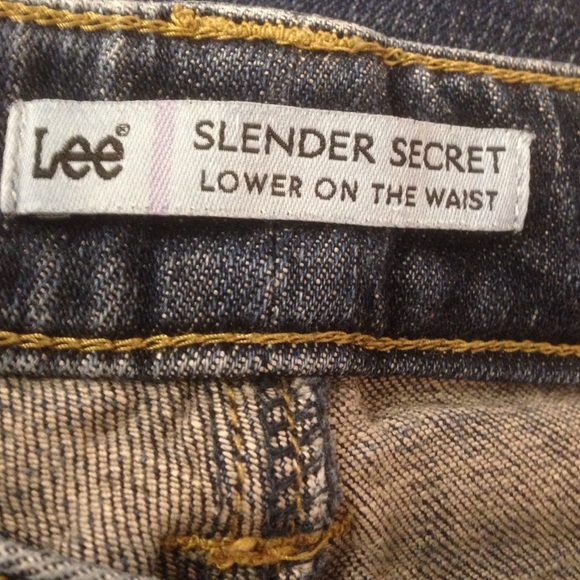 Lee®
SLENDER SECRET
LOWER ON THE WAIST